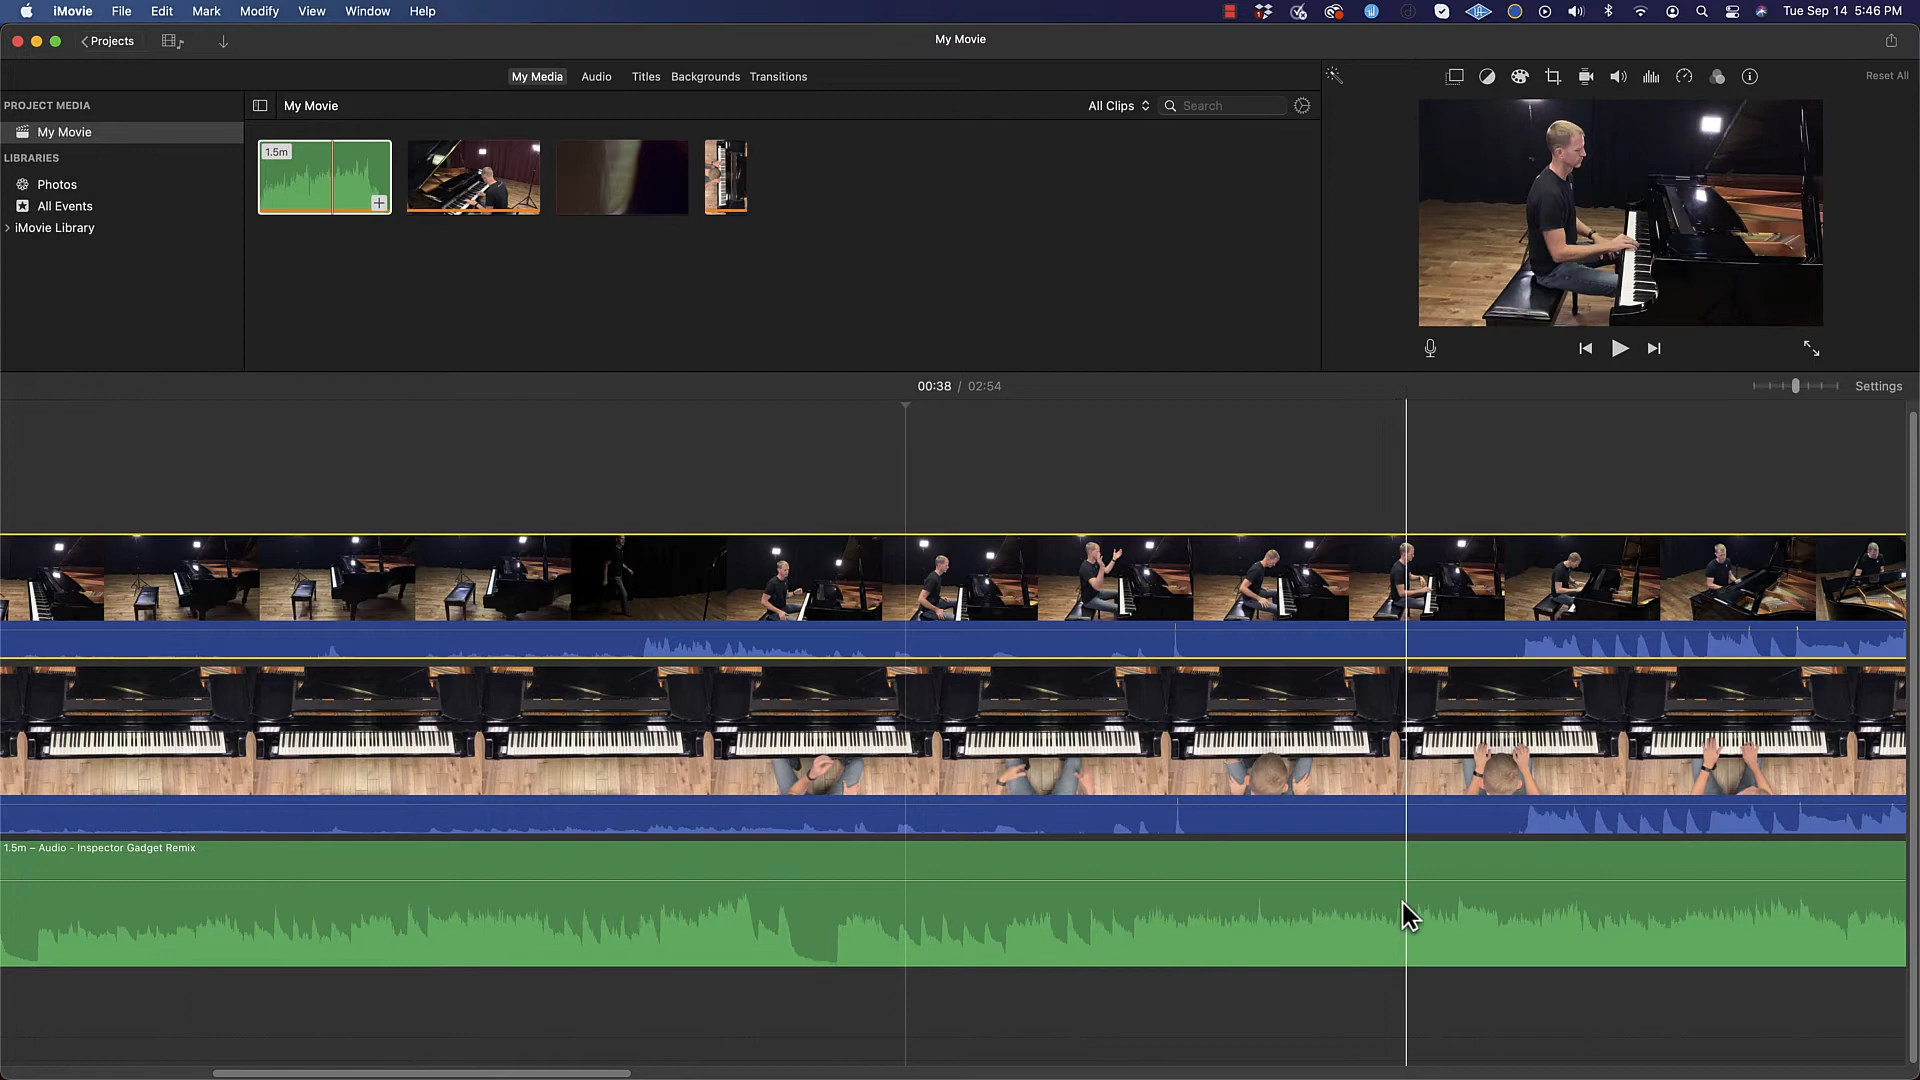 iMovie File Edit Mark Modify View Window Help Tue Sep 14 5:46 PM
Projects My Movie
My Media Audio Titles Backgrounds Transitions Reset All
PROJECT MEDIA My Movie All Clips Search
My Movie
LIBRARIES
Photos
All Events
iMovie Library
1.5m
00:38 / 02:54 Settings
1.5m – Audio - Inspector Gadget Remix